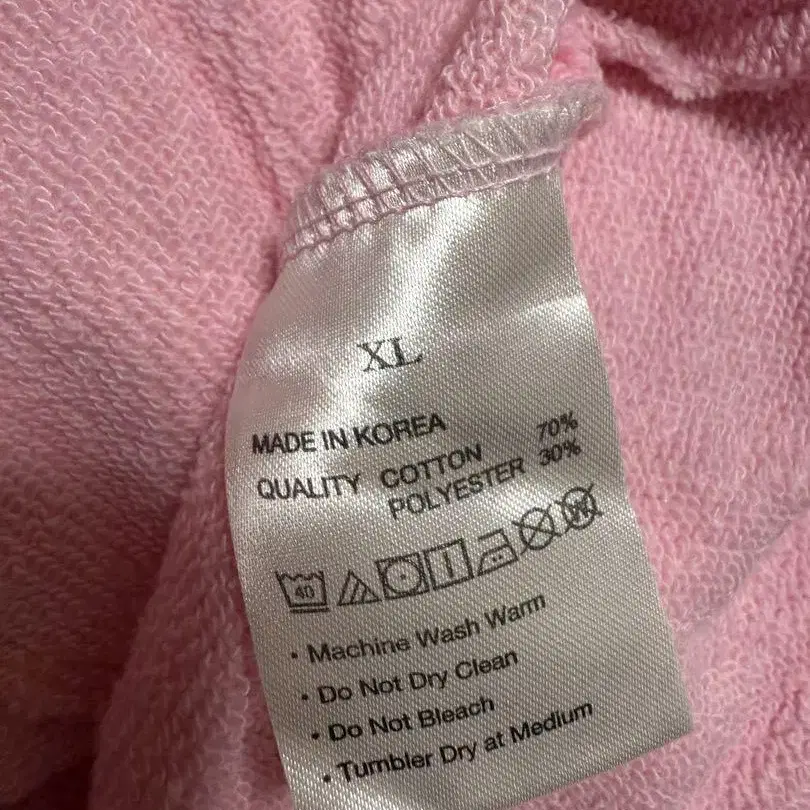 XL
MADE IN KOREA
QUALITY COTTON 70%
POLYESTER 30%
40 W
• Machine Wash Warm
• Do Not Dry Clean
• Do Not Bleach
• Tumbler Dry at Medium